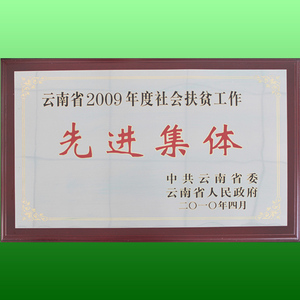 云南省2009年度社会扶贫工作
先进集体
中共云南省委
云南省人民政府
二〇一〇年四月